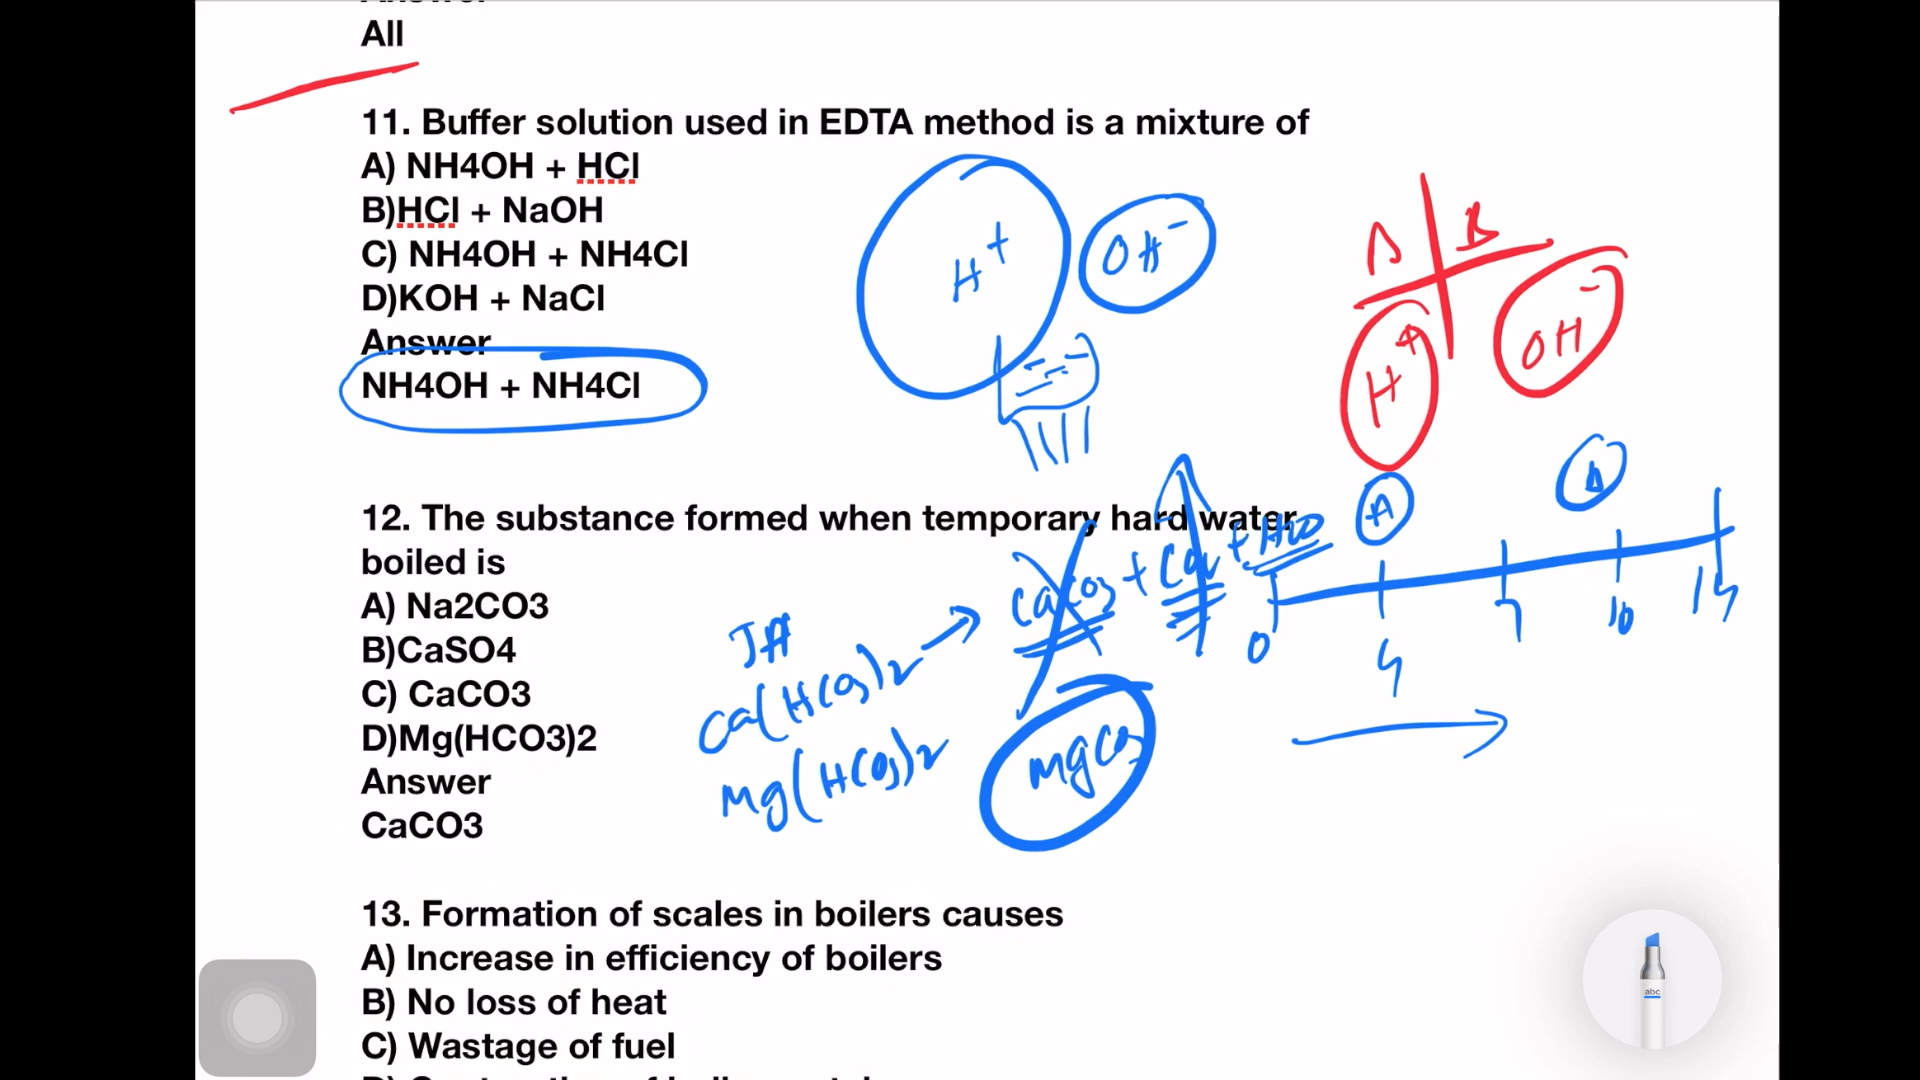 All
11. Buffer solution used in EDTA method is a mixture of
A) NH4OH + HCl
B)HCl + NaOH
C) NH4OH + NH4Cl
D)KOH + NaCl
Answer
NH4OH + NH4Cl
H+
OH-
A B
H+
OH-
A
12. The substance formed when temporary hard water
boiled is
A) Na2CO3
B)CaSO4
C) CaCO3
D)Mg(HCO3)2
Answer
CaCO3
Ca(HCO3)2 → CaCO3 +
Mg(HCO3)2
MgCO3
0
7
10
13. Formation of scales in boilers causes
A) Increase in efficiency of boilers
B) No loss of heat
C) Wastage of fuel
abc